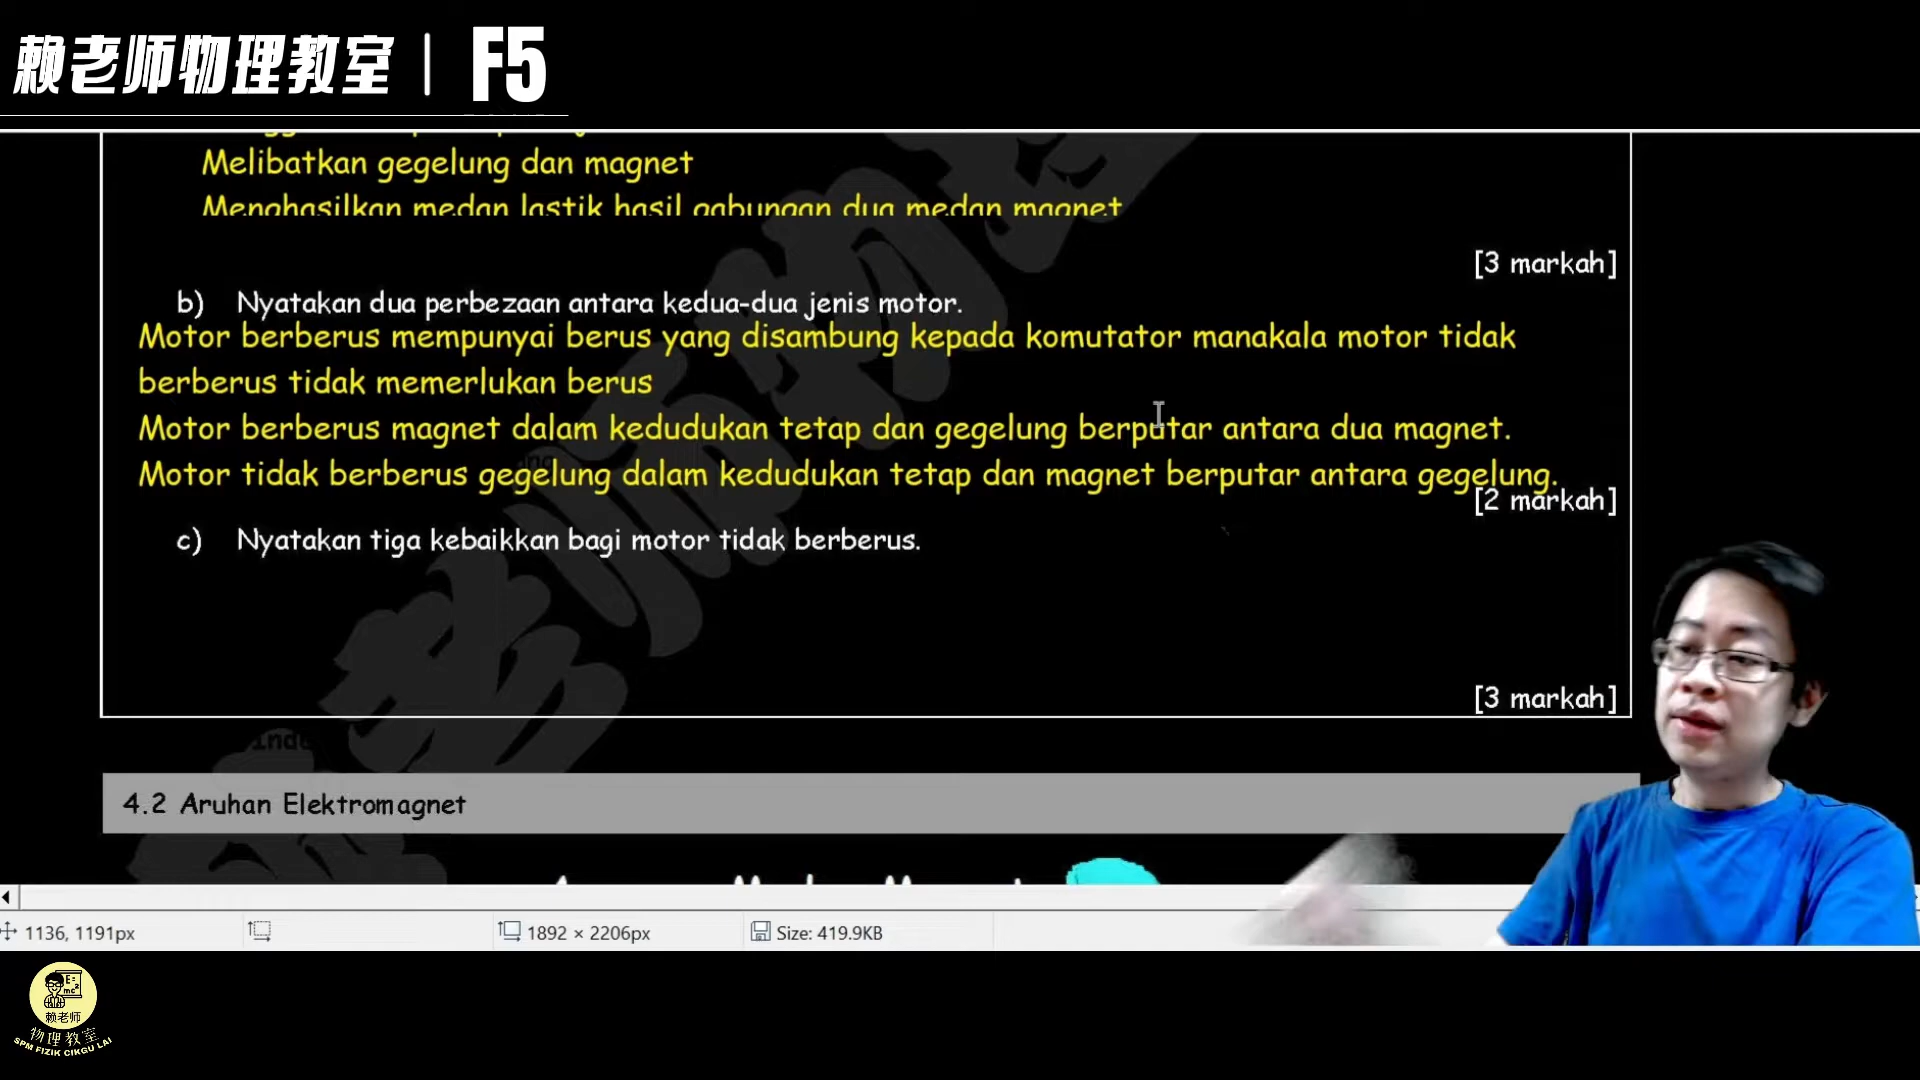 赖老师物理教室 | F5
Melibatkan gegelung dan magnet
Menghasilkan medan lastik hasil gabungan dua medan magnet
[3 markah]
b) Nyatakan dua perbezaan antara kedua-dua jenis motor.
Motor berberus mempunyai berus yang disambung kepada komutator manakala motor tidak
berberus tidak memerlukan berus
Motor berberus magnet dalam kedudukan tetap dan gegelung berputar antara dua magnet.
Motor tidak berberus gegelung dalam kedudukan tetap dan magnet berputar antara gegelung.
[2 markah]
c) Nyatakan tiga kebaikkan bagi motor tidak berberus.
[3 markah]
4.2 Aruhan Elektromagnet
1136, 1191px
1892 × 2206px
Size: 419.9KB
赖老师
物理教室
SPM FIZIK CIKGU LAI